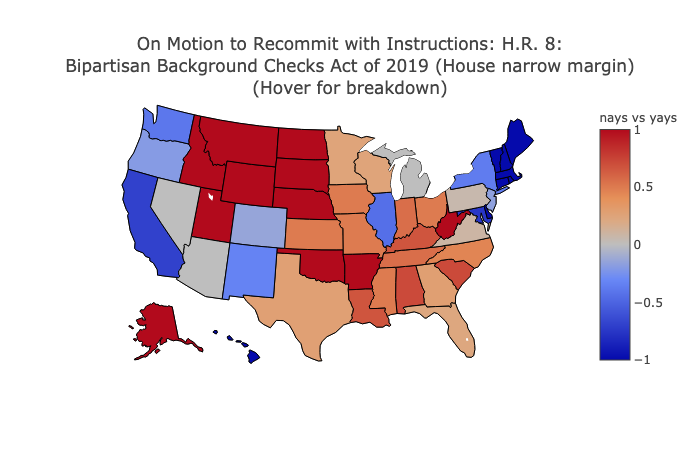 On Motion to Recommit with Instructions: H.R. 8:
Bipartisan Background Checks Act of 2019 (House narrow margin)
(Hover for breakdown)
nays vs yays
1
0.5
0
−0.5
−1